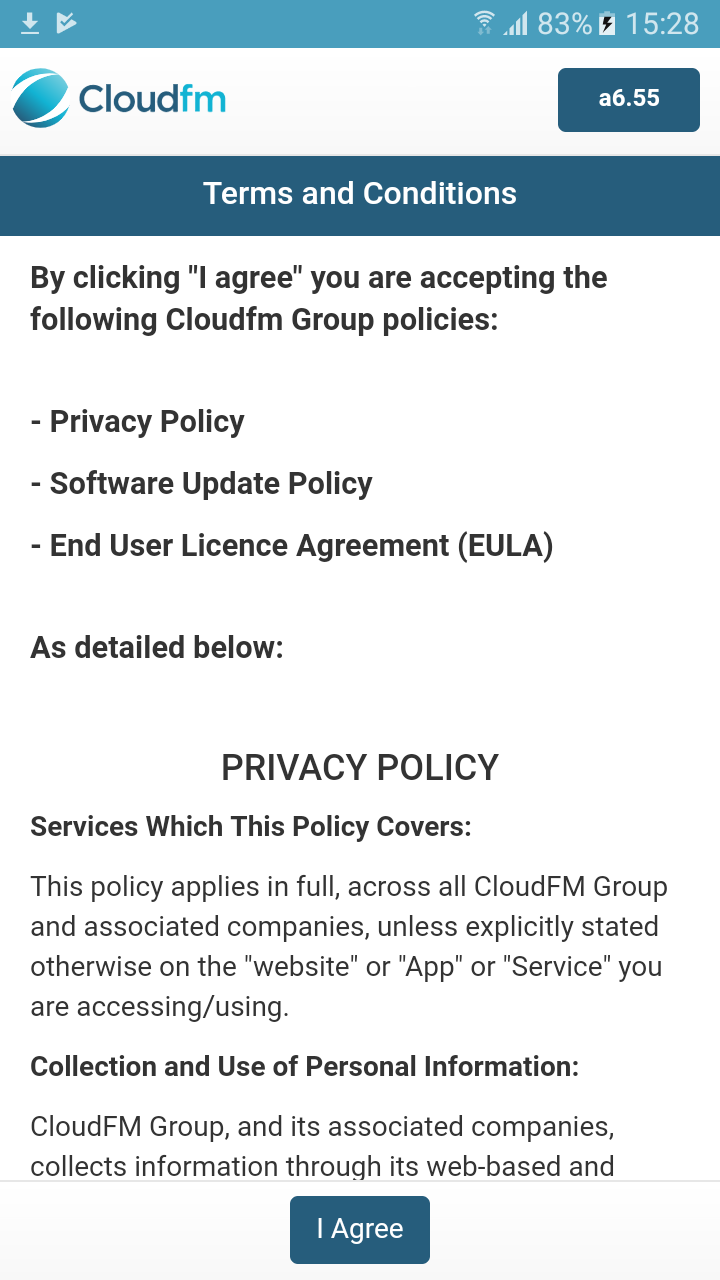 83% 15:28
Cloudfm
a6.55
Terms and Conditions
By clicking "I agree" you are accepting the
following Cloudfm Group policies:
- Privacy Policy
- Software Update Policy
- End User Licence Agreement (EULA)
As detailed below:
PRIVACY POLICY
Services Which This Policy Covers:
This policy applies in full, across all CloudFM Group
and associated companies, unless explicitly stated
otherwise on the "website" or "App" or "Service" you
are accessing/using.
Collection and Use of Personal Information:
CloudFM Group, and its associated companies,
collects information through its web-based and
I Agree